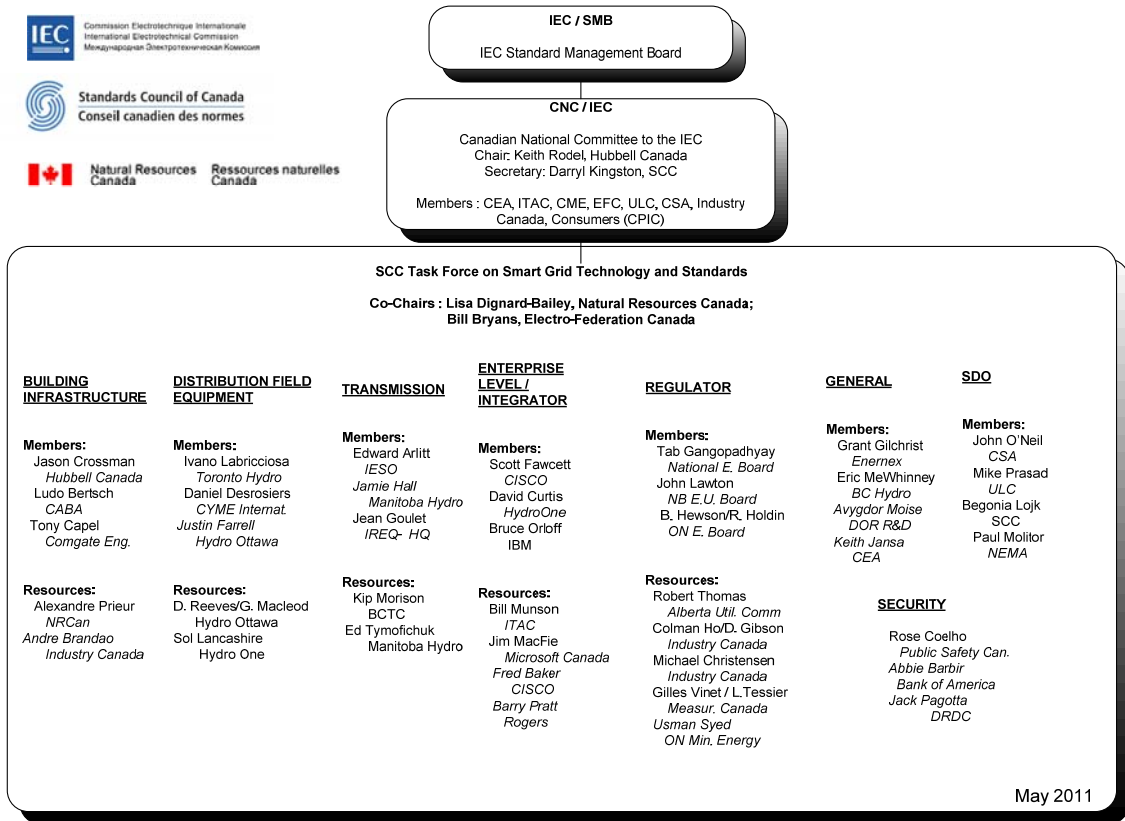 IEC
Commission Electrotechnique Internationale
International Electrotechnical Commission
Международная Электротехническая Комиссия
Standards Council of Canada
Conseil canadien des normes
Natural Resources Canada
Ressources naturelles Canada
IEC / SMB
IEC Standard Management Board
CNC / IEC
Canadian National Committee to the IEC
Chair: Keith Rodel, Hubbell Canada
Secretary: Darryl Kingston, SCC
Members : CEA, ITAC, CME, EFC, ULC, CSA, Industry
Canada, Consumers (CPIC)
SCC Task Force on Smart Grid Technology and Standards
Co-Chairs : Lisa Dignard-Bailey, Natural Resources Canada;
Bill Bryans, Electro-Federation Canada
BUILDING
INFRASTRUCTURE
Members:
Jason Crossman
Hubbell Canada
Ludo Bertsch
CABA
Tony Capel
Comgate Eng.
Resources:
Alexandre Prieur
NRCan
Andre Brandao
Industry Canada
DISTRIBUTION FIELD
EQUIPMENT
Members:
Ivano Labricciosa
Toronto Hydro
Daniel Desrosiers
CYME Internat.
Justin Farrell
Hydro Ottawa
Resources:
D. Reeves/G. Macleod
Hydro Ottawa
Sol Lancashire
Hydro One
TRANSMISSION
Members:
Edward Arlitt
IESO
Jamie Hall
Manitoba Hydro
Jean Goulet
IREQ- HQ
Resources:
Kip Morison
BCTC
Ed Tymofichuk
Manitoba Hydro
ENTERPRISE
LEVEL /
INTEGRATOR
Members:
Scott Fawcett
CISCO
David Curtis
HydroOne
Bruce Orloff
IBM
Resources:
Bill Munson
ITAC
Jim MacFie
Microsoft Canada
Fred Baker
CISCO
Barry Pratt
Rogers
REGULATOR
Members:
Tab Gangopadhyay
National E. Board
John Lawton
NB E.U. Board
B. Hewson/R. Holdin
ON E. Board
Resources:
Robert Thomas
Alberta Util. Comm
Colman Ho/D. Gibson
Industry Canada
Michael Christensen
Industry Canada
Gilles Vinet / L.Tessier
Measur. Canada
Usman Syed
ON Min. Energy
GENERAL
Members:
Grant Gilchrist
Enernex
Eric MeWhinney
BC Hydro
Avygdor Moise
DOR R&D
Keith Jansa
CEA
SDO
Members:
John O'Neil
CSA
Mike Prasad
ULC
Begonia Lojk
SCC
Paul Molitor
NEMA
SECURITY
Rose Coelho
Public Safety Can.
Abbie Barbir
Bank of America
Jack Pagotta
DRDC
May 2011